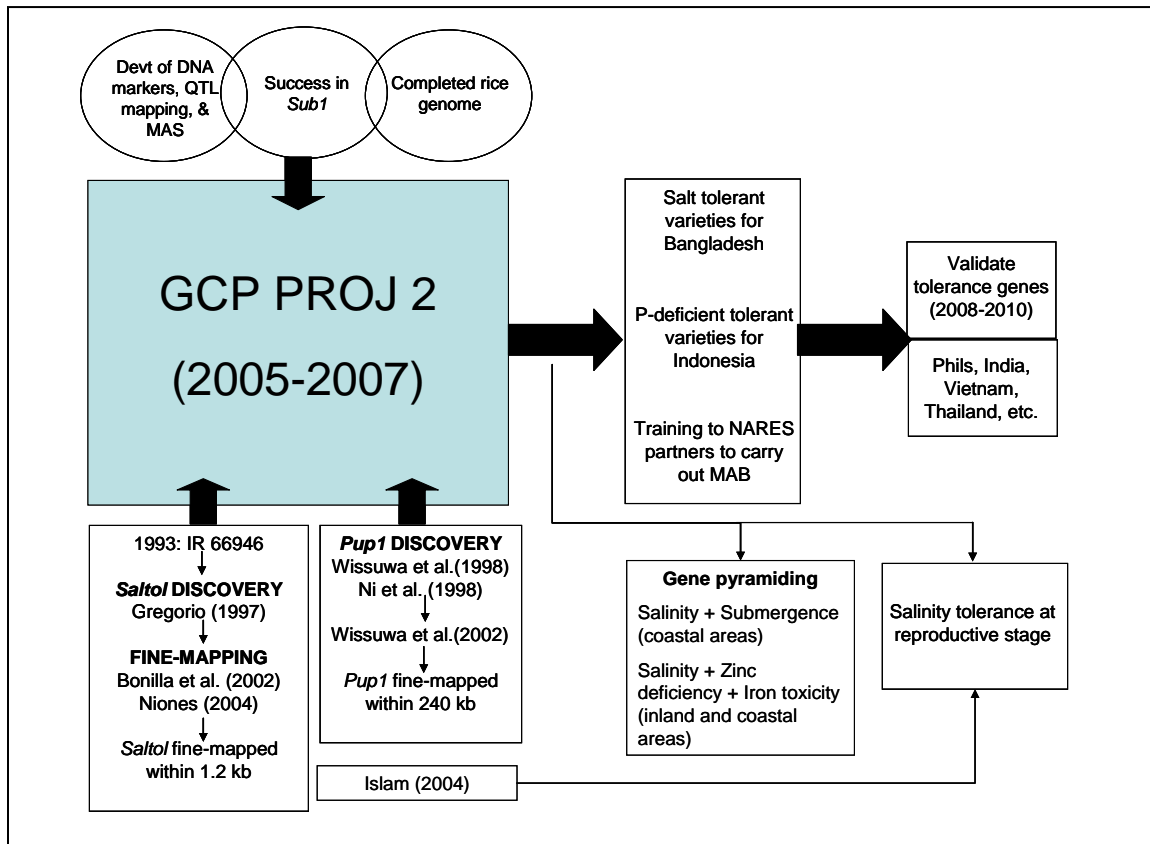 Devt of DNA
markers, QTL
mapping, &
MAS
Success in
Sub1
Completed rice
genome
GCP PROJ 2
(2005-2007)
Salt tolerant
varieties for
Bangladesh
P-deficient tolerant
varieties for
Indonesia
Training to NARES
partners to carry
out MAB
Validate
tolerance genes
(2008-2010)
Phils, India,
Vietnam,
Thailand, etc.
1993: IR 66946
Saltol DISCOVERY
Gregorio (1997)
FINE-MAPPING
Bonilla et al. (2002)
Niones (2004)
Saltol fine-mapped
within 1.2 kb
Pup1 DISCOVERY
Wissuwa et al.(1998)
Ni et al. (1998)
Wissuwa et al.(2002)
Pup1 fine-mapped
within 240 kb
Islam (2004)
Gene pyramiding
Salinity + Submergence
(coastal areas)
Salinity + Zinc
deficiency + Iron toxicity
(inland and coastal
areas)
Salinity tolerance at
reproductive stage